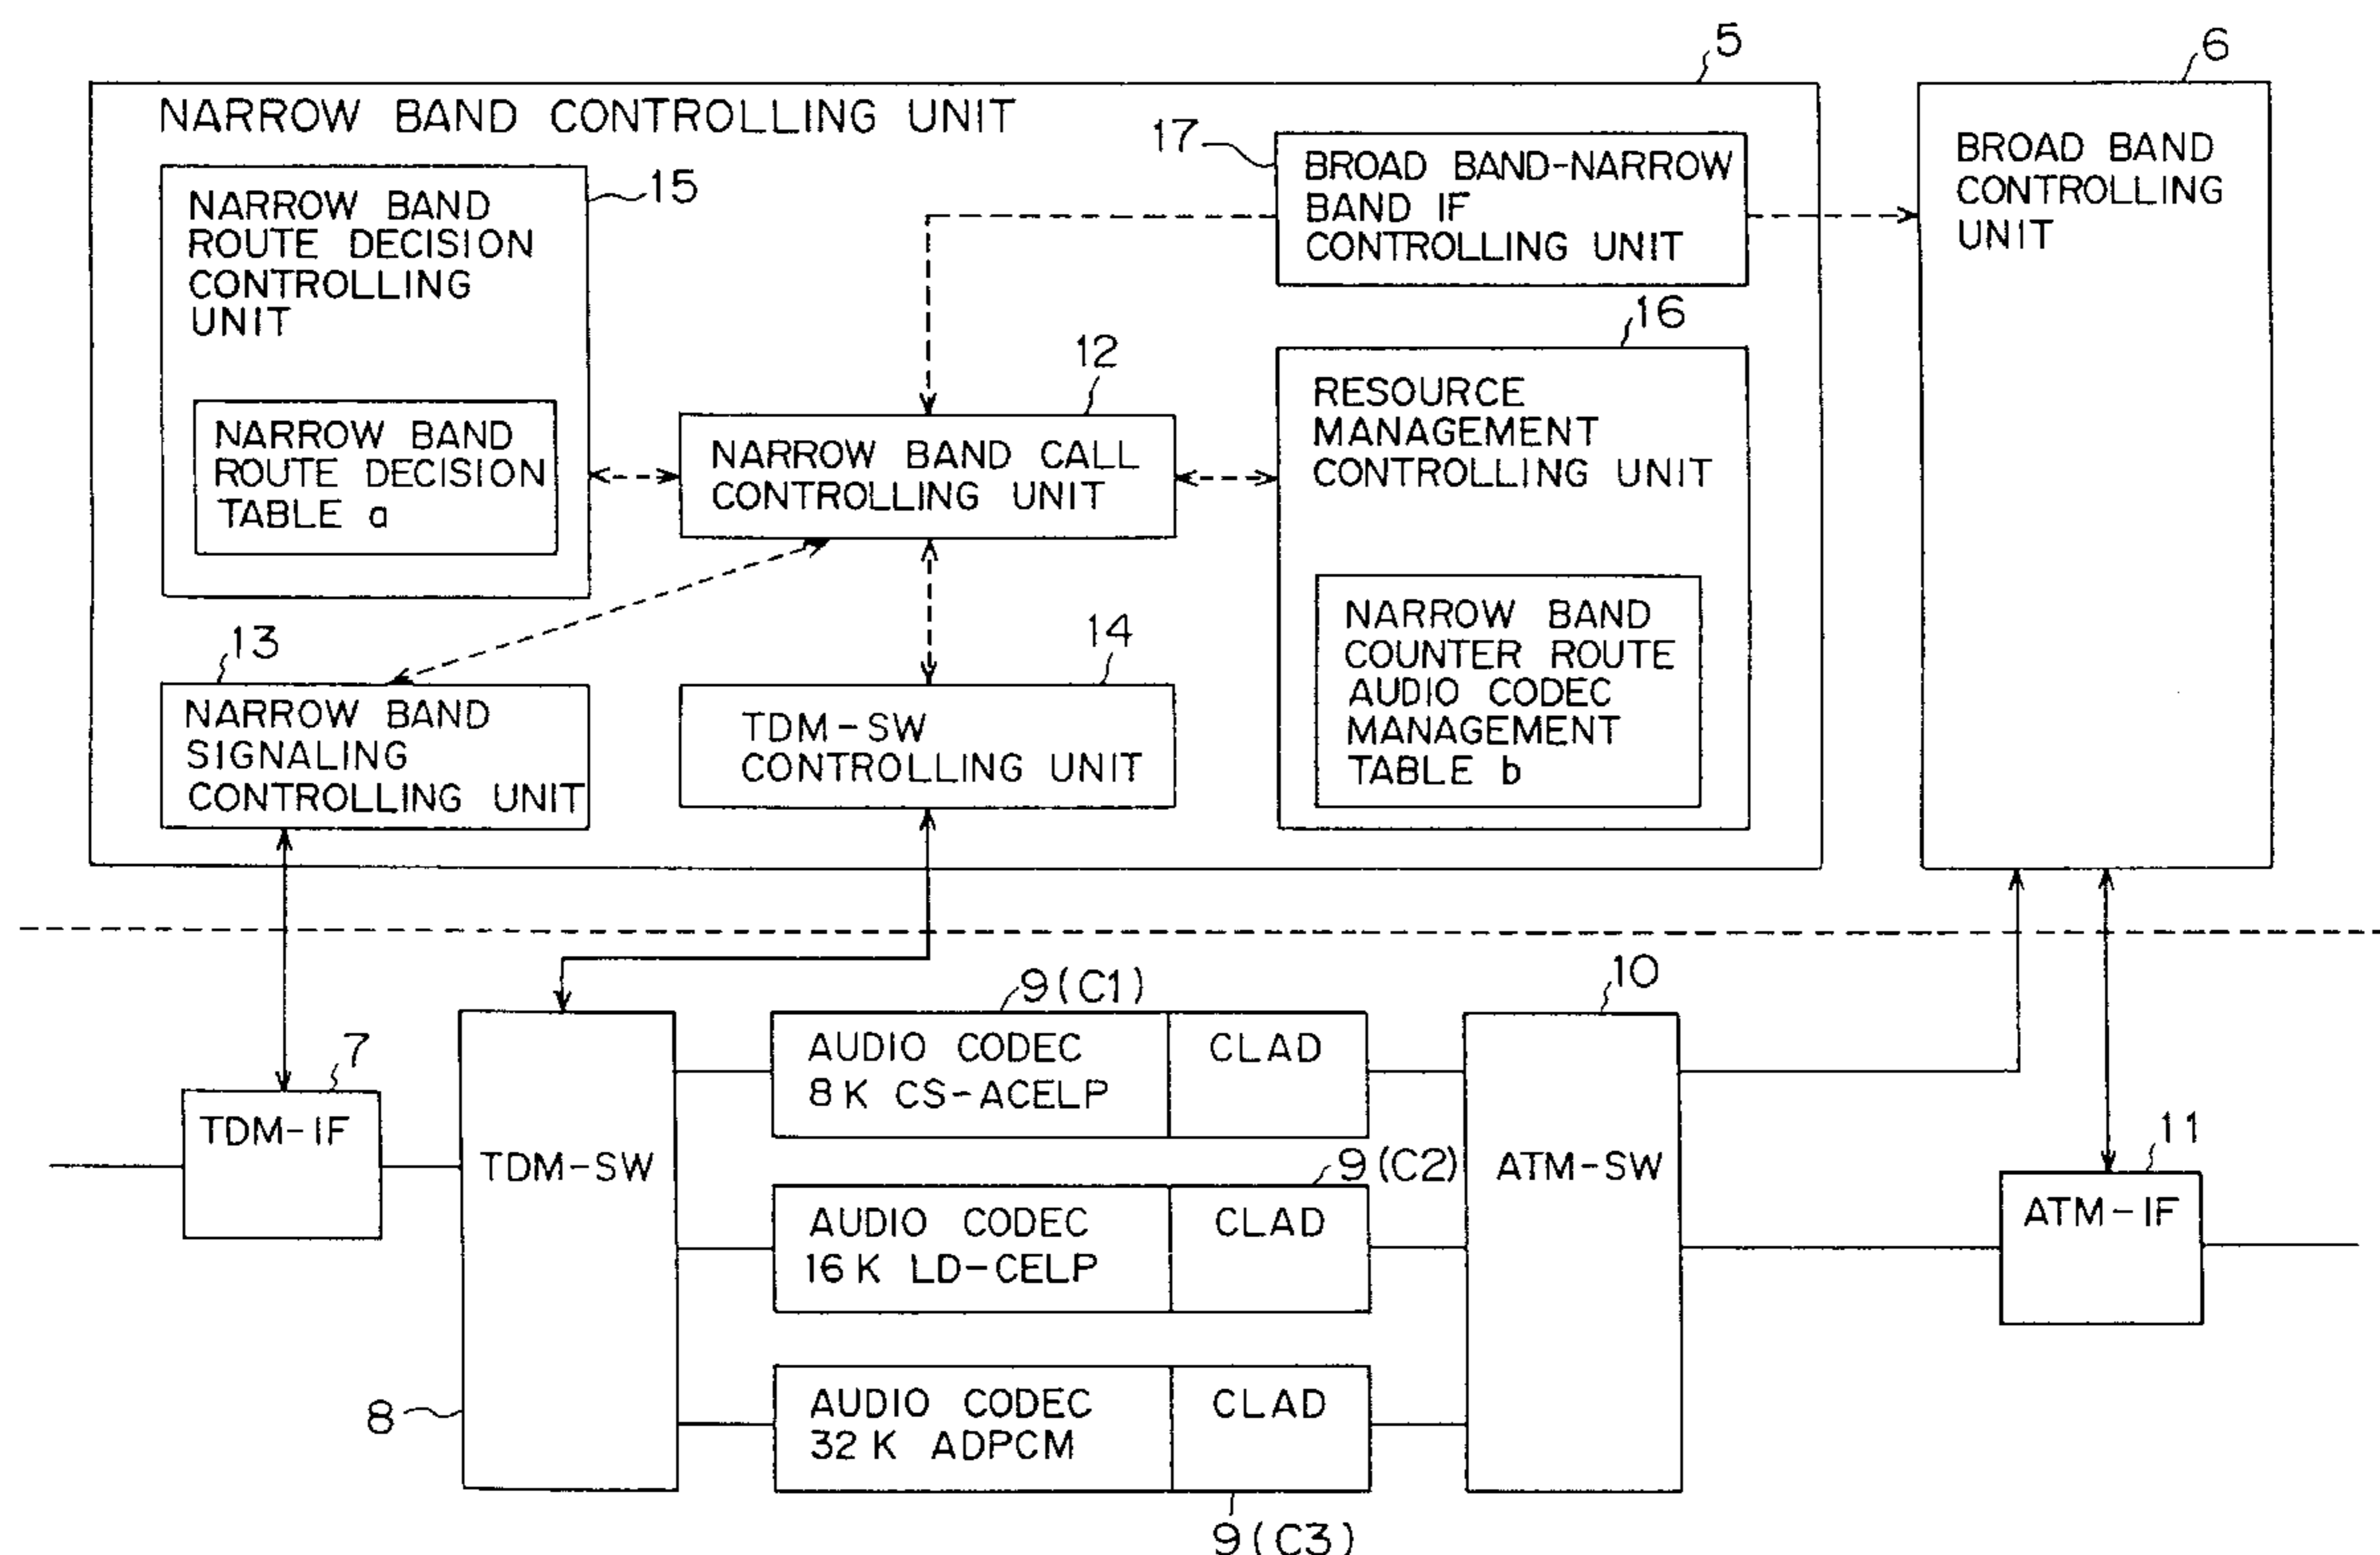 5
6
NARROW BAND CONTROLLING UNIT
17
BROAD BAND-NARROW
BAND IF
CONTROLLING UNIT
BROAD BAND
CONTROLLING
UNIT
15
NARROW BAND
ROUTE DECISION
CONTROLLING
UNIT
NARROW BAND
ROUTE DECISION
TABLE a
12
NARROW BAND CALL
CONTROLLING UNIT
16
RESOURCE
MANAGEMENT
CONTROLLING UNIT
NARROW BAND
COUNTER ROUTE
AUDIO CODEC
MANAGEMENT
TABLE b
13
NARROW BAND
SIGNALING
CONTROLLING UNIT
14
TDM-SW
CONTROLLING UNIT
7
TDM-IF
TDM-SW
8
9(C1)
AUDIO CODEC
8K CS-ACELP
CLAD
9(C2)
AUDIO CODEC
16K LD-CELP
CLAD
AUDIO CODEC
32K ADPCM
CLAD
9(C3)
10
ATM-SW
11
ATM-IF